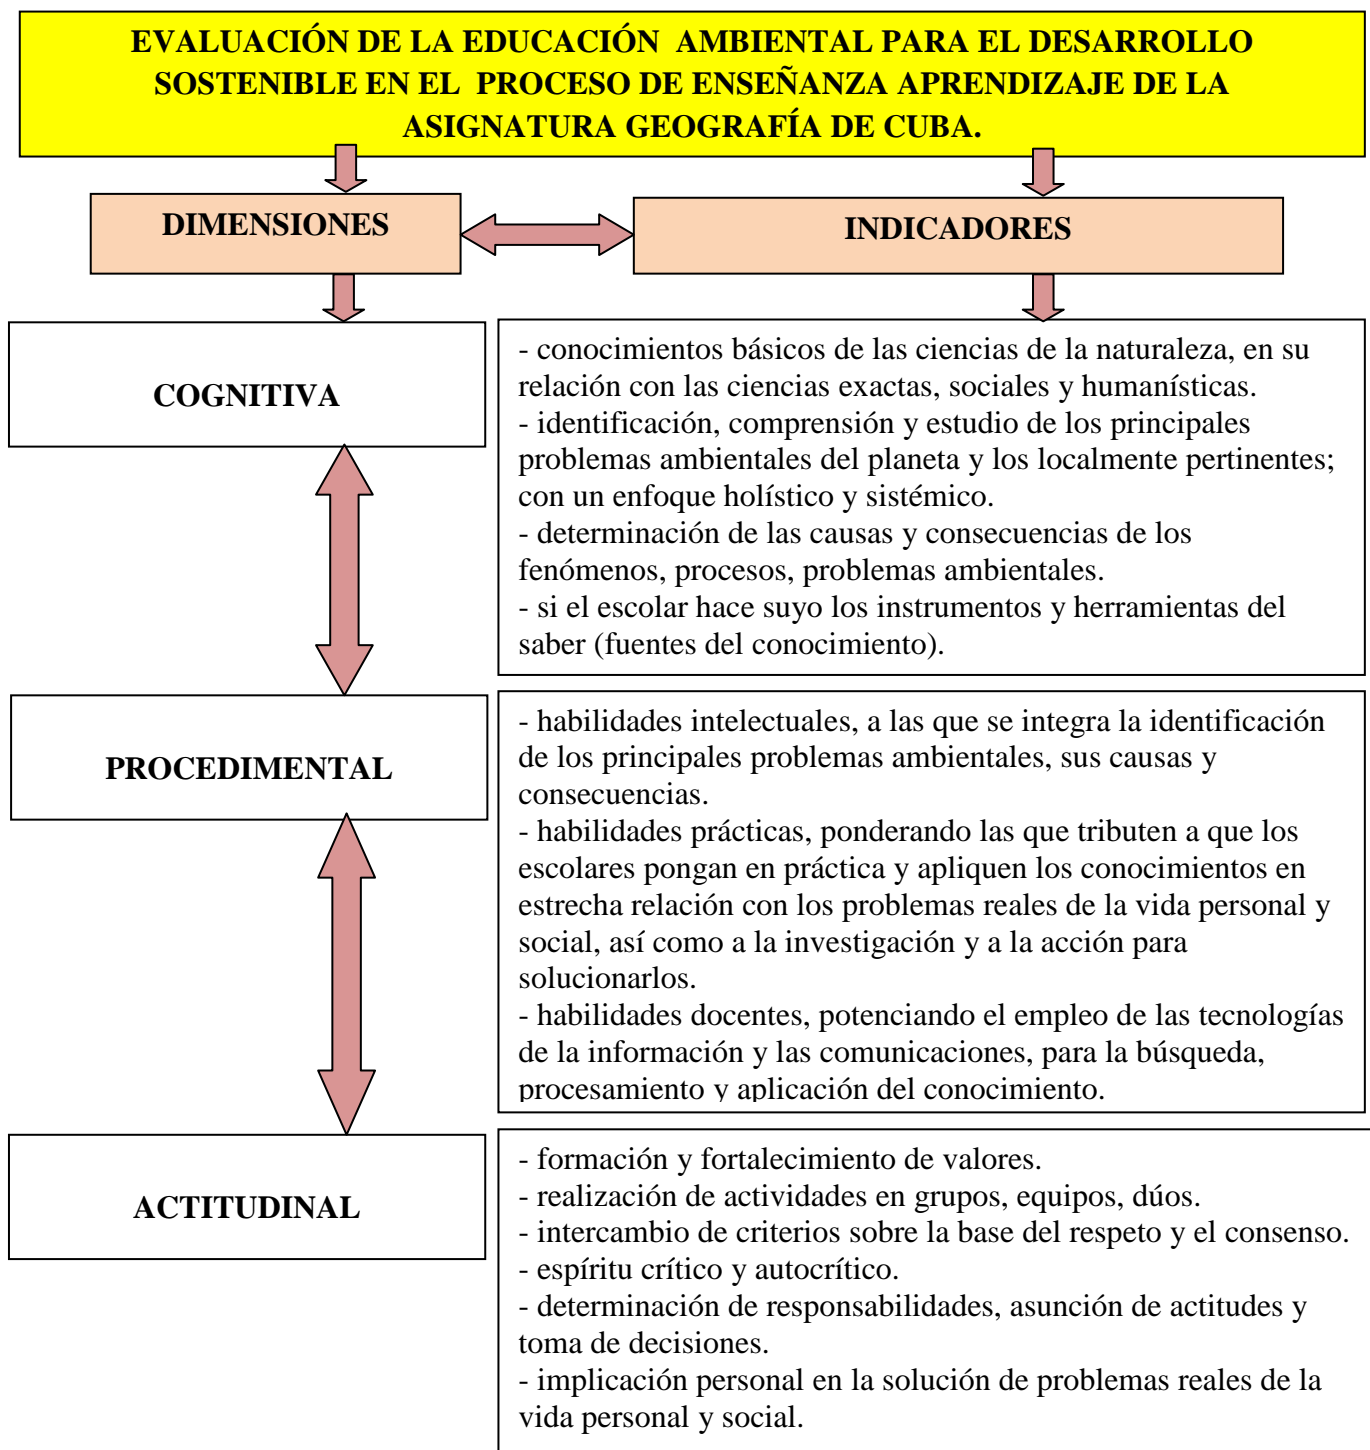 EVALUACIÓN DE LA EDUCACIÓN AMBIENTAL PARA EL DESARROLLO
SOSTENIBLE EN EL PROCESO DE ENSEÑANZA APRENDIZAJE DE LA
ASIGNATURA GEOGRAFÍA DE CUBA.
DIMENSIONES
INDICADORES
COGNITIVA
- conocimientos básicos de las ciencias de la naturaleza, en su
relación con las ciencias exactas, sociales y humanísticas.
- identificación, comprensión y estudio de los principales
problemas ambientales del planeta y los localmente pertinentes;
con un enfoque holístico y sistémico.
- determinación de las causas y consecuencias de los
fenómenos, procesos, problemas ambientales.
- si el escolar hace suyo los instrumentos y herramientas del
saber (fuentes del conocimiento).
PROCEDIMENTAL
- habilidades intelectuales, a las que se integra la identificación
de los principales problemas ambientales, sus causas y
consecuencias.
- habilidades prácticas, ponderando las que tributen a que los
escolares pongan en práctica y apliquen los conocimientos en
estrecha relación con los problemas reales de la vida personal y
social, así como a la investigación y a la acción para
solucionarlos.
- habilidades docentes, potenciando el empleo de las tecnologías
de la información y las comunicaciones, para la búsqueda,
procesamiento y aplicación del conocimiento.
ACTITUDINAL
- formación y fortalecimiento de valores.
- realización de actividades en grupos, equipos, dúos.
- intercambio de criterios sobre la base del respeto y el consenso.
- espíritu crítico y autocrítico.
- determinación de responsabilidades, asunción de actitudes y
toma de decisiones.
- implicación personal en la solución de problemas reales de la
vida personal y social.